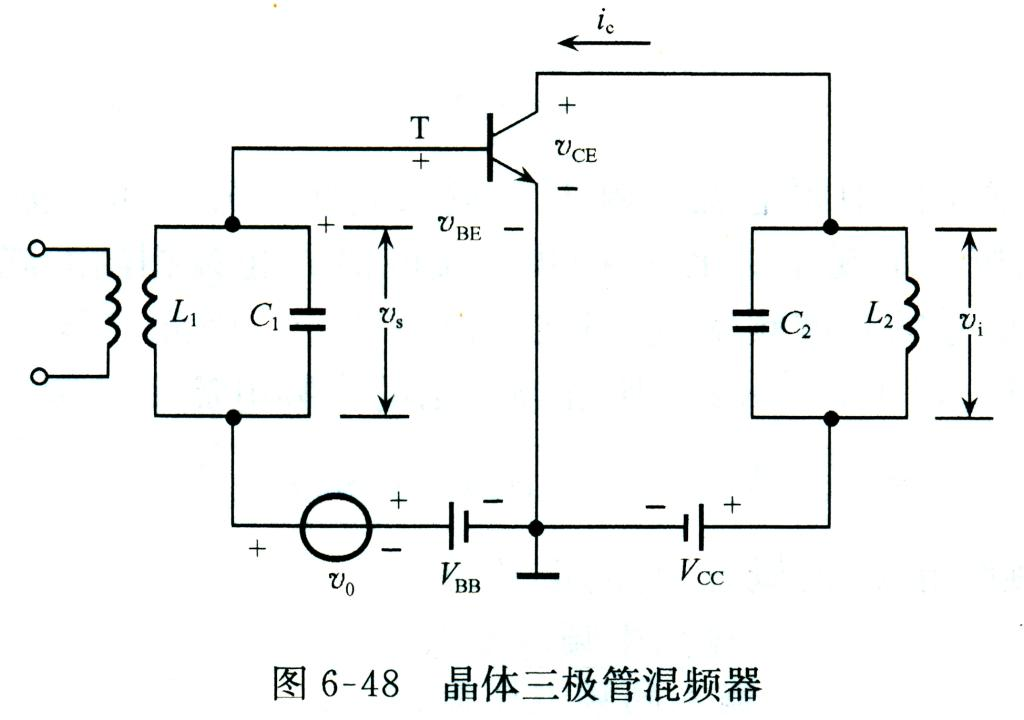 i_c
T
+
+
v_CE
−
+
v_BE
−
L_1
C_1
v_s
C_2
L_2
v_i
+
−
−
+
+
v_0
−
V_BB
V_CC
图 6-48 晶体三极管混频器